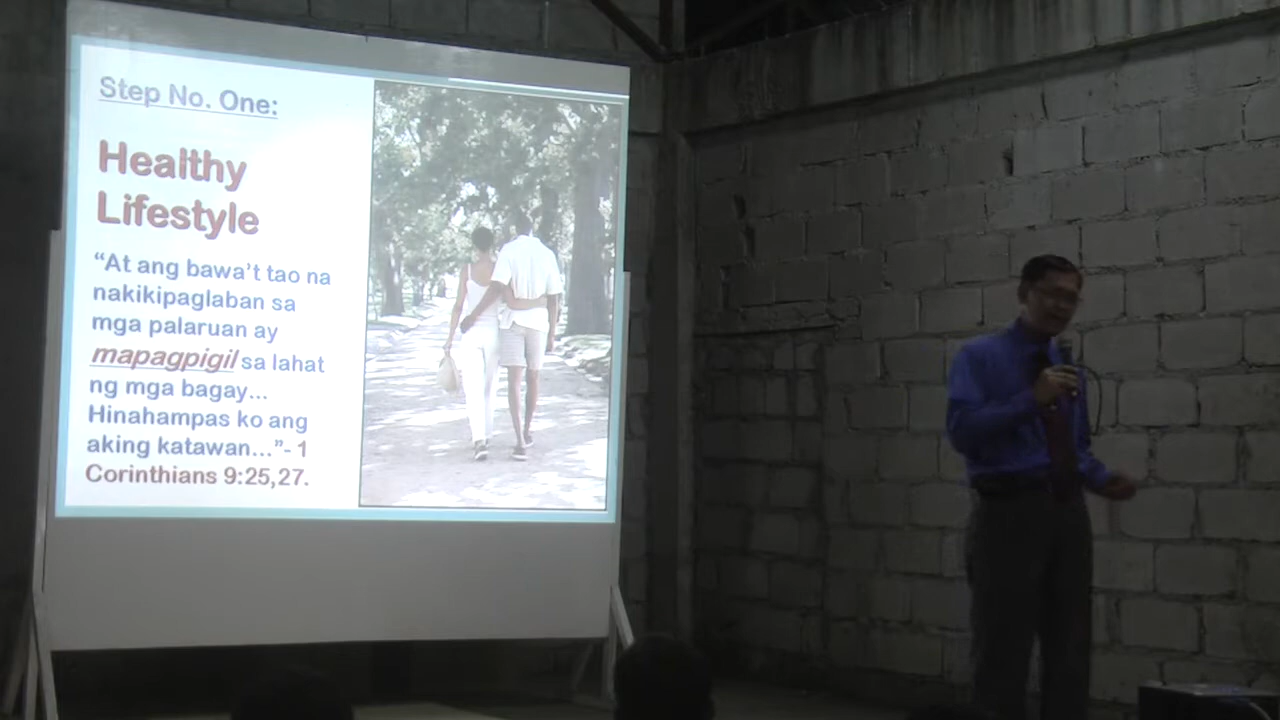 Step No. One:
Healthy
Lifestyle
“At ang bawa’t tao na
nakikipaglaban sa
mga palaruan ay
mapagpigil sa lahat
ng mga bagay...
Hinahampas ko ang
aking katawan...”- 1
Corinthians 9:25,27.